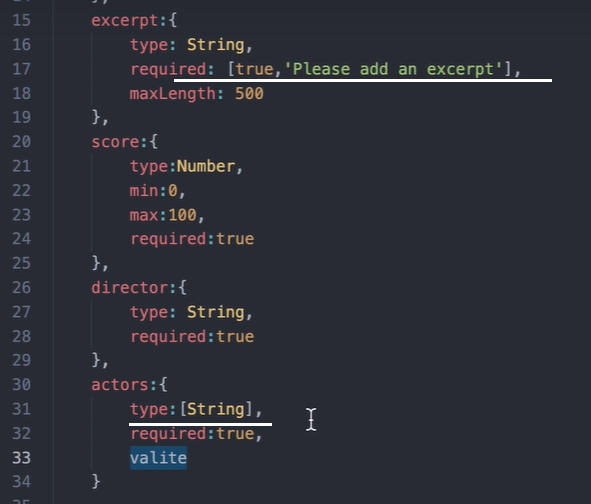 15 excerpt:{
16 type: String,
17 required: [true,'Please add an excerpt'],
18 maxLength: 500
19 },
20 score:{
21 type:Number,
22 min:0,
23 max:100,
24 required:true
25 },
26 director:{
27 type: String,
28 required:true
29 },
30 actors:{
31 type:[String],
32 required:true,
33 valite
34 }